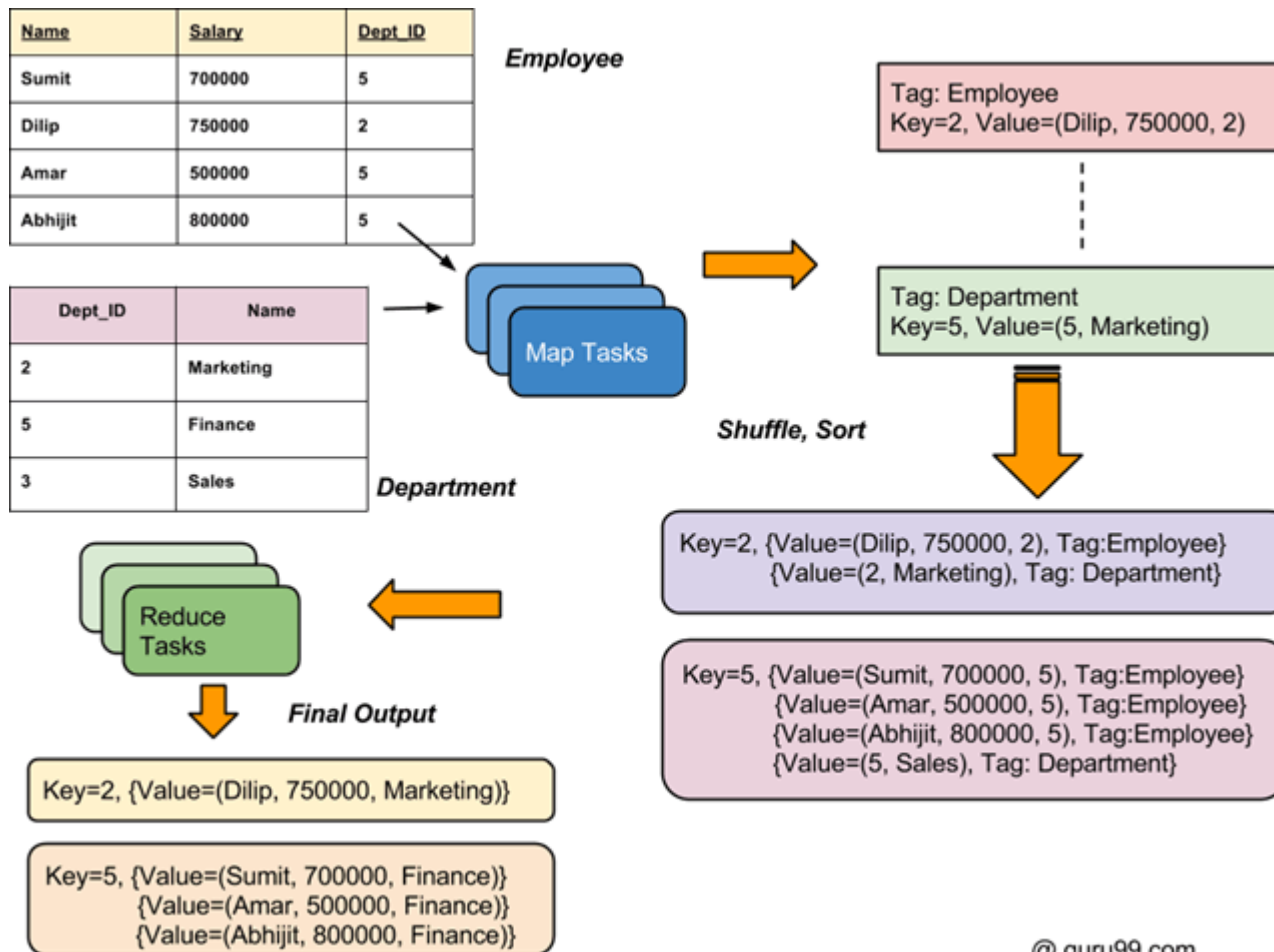 Name Salary Dept_ID
Sumit 700000 5
Dilip 750000 2
Amar 500000 5
Abhijit 800000 5
Employee
Tag: Employee
Key=2, Value=(Dilip, 750000, 2)
Dept_ID Name
2 Marketing
5 Finance
3 Sales
Department
Map Tasks
Tag: Department
Key=5, Value=(5, Marketing)
Shuffle, Sort
Key=2, {Value=(Dilip, 750000, 2), Tag:Employee}
{Value=(2, Marketing), Tag: Department}
Key=5, {Value=(Sumit, 700000, 5), Tag:Employee}
{Value=(Amar, 500000, 5), Tag:Employee}
{Value=(Abhijit, 800000, 5), Tag:Employee}
{Value=(5, Sales), Tag: Department}
Reduce
Tasks
Final Output
Key=2, {Value=(Dilip, 750000, Marketing)}
Key=5, {Value=(Sumit, 700000, Finance)}
{Value=(Amar, 500000, Finance)}
{Value=(Abhijit, 800000, Finance)}
@ guru99.com